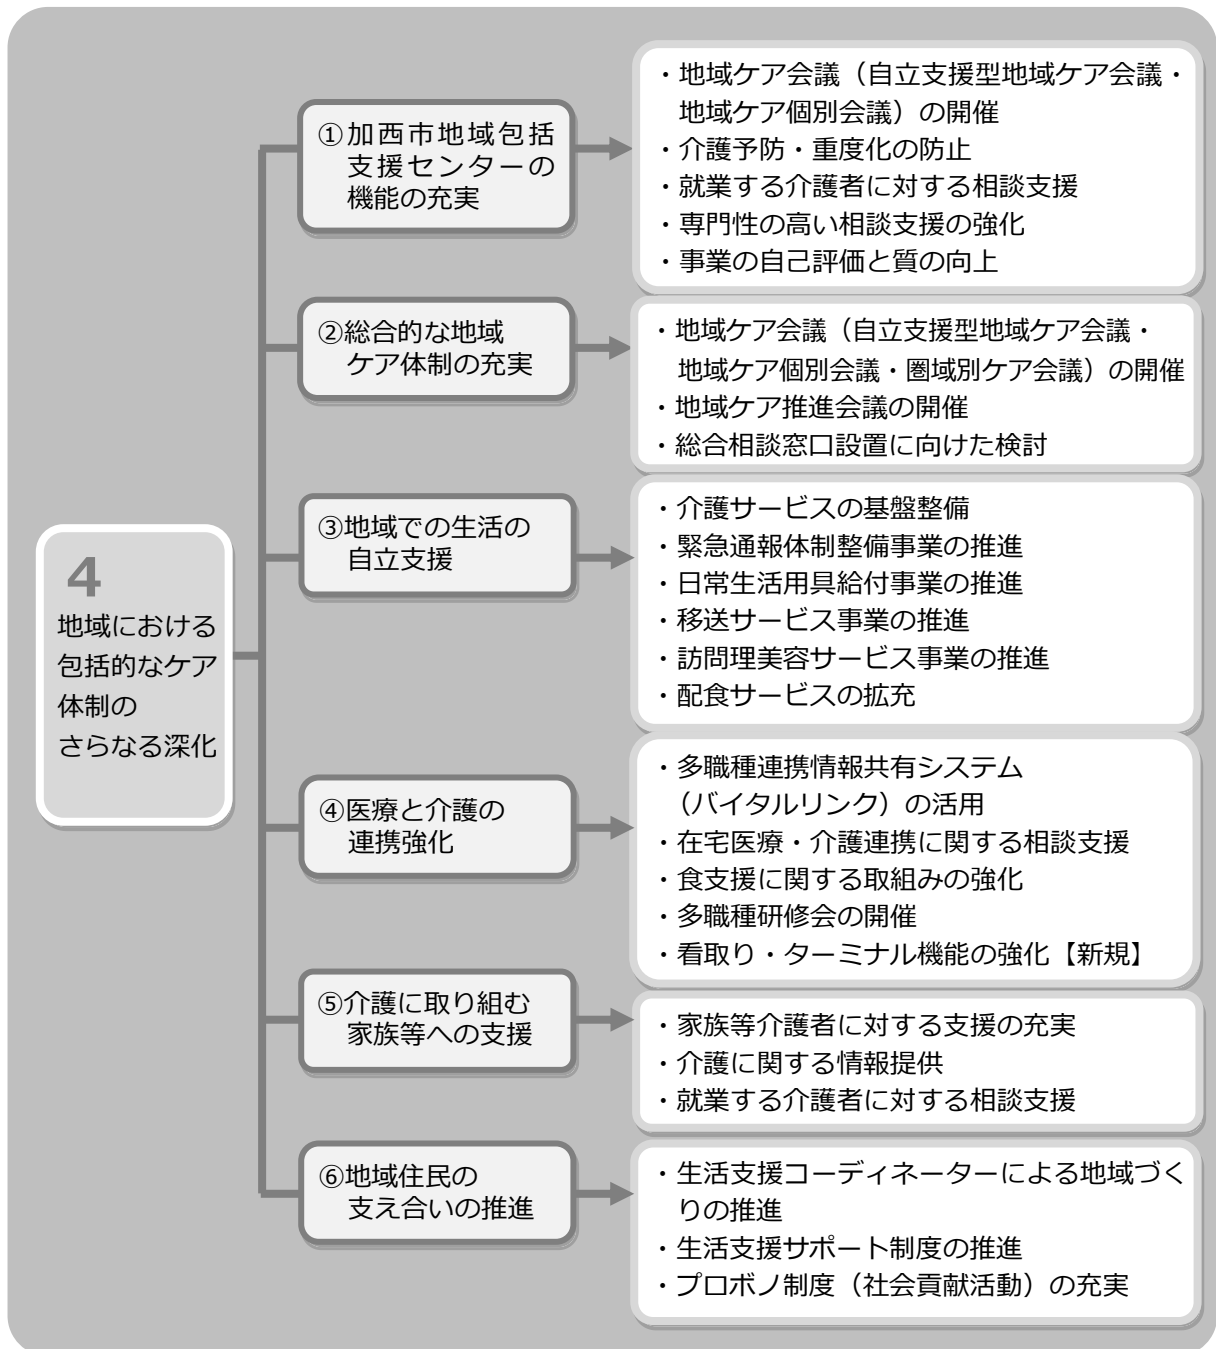 4
地域における
包括的なケア
体制の
さらなる深化
①加西市地域包括
支援センターの
機能の充実
・地域ケア会議（自立支援型地域ケア会議・
地域ケア個別会議）の開催
・介護予防・重度化の防止
・就業する介護者に対する相談支援
・専門性の高い相談支援の強化
・事業の自己評価と質の向上
②総合的な地域
ケア体制の充実
・地域ケア会議（自立支援型地域ケア会議・
地域ケア個別会議・圏域別ケア会議）の開催
・地域ケア推進会議の開催
・総合相談窓口設置に向けた検討
③地域での生活の
自立支援
・介護サービスの基盤整備
・緊急通報体制整備事業の推進
・日常生活用具給付事業の推進
・移送サービス事業の推進
・訪問理美容サービス事業の推進
・配食サービスの拡充
④医療と介護の
連携強化
・多職種連携情報共有システム
（バイタルリンク）の活用
・在宅医療・介護連携に関する相談支援
・食支援に関する取組みの強化
・多職種研修会の開催
・看取り・ターミナル機能の強化【新規】
⑤介護に取り組む
家族等への支援
・家族等介護者に対する支援の充実
・介護に関する情報提供
・就業する介護者に対する相談支援
⑥地域住民の
支え合いの推進
・生活支援コーディネーターによる地域づく
りの推進
・生活支援サポート制度の推進
・プロボノ制度（社会貢献活動）の充実